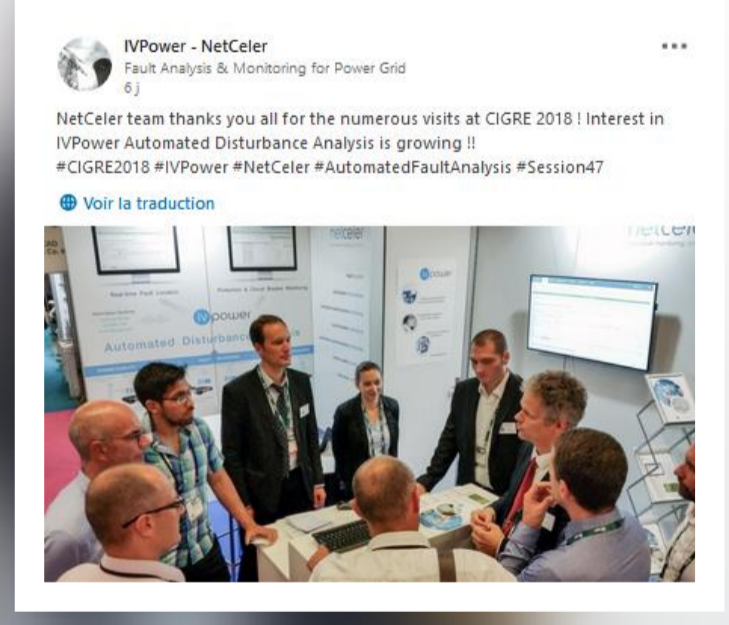 IVPower - NetCeler
Fault Analysis & Monitoring for Power Grid
6 j
NetCeler team thanks you all for the numerous visits at CIGRE 2018 ! Interest in
IVPower Automated Disturbance Analysis is growing !!
#CIGRE2018 #IVPower #NetCeler #AutomatedFaultAnalysis #Session47
Voir la traduction
netceler
netceler
Real-time Fault Location
ivpower
ivpower
Automated Disturbance